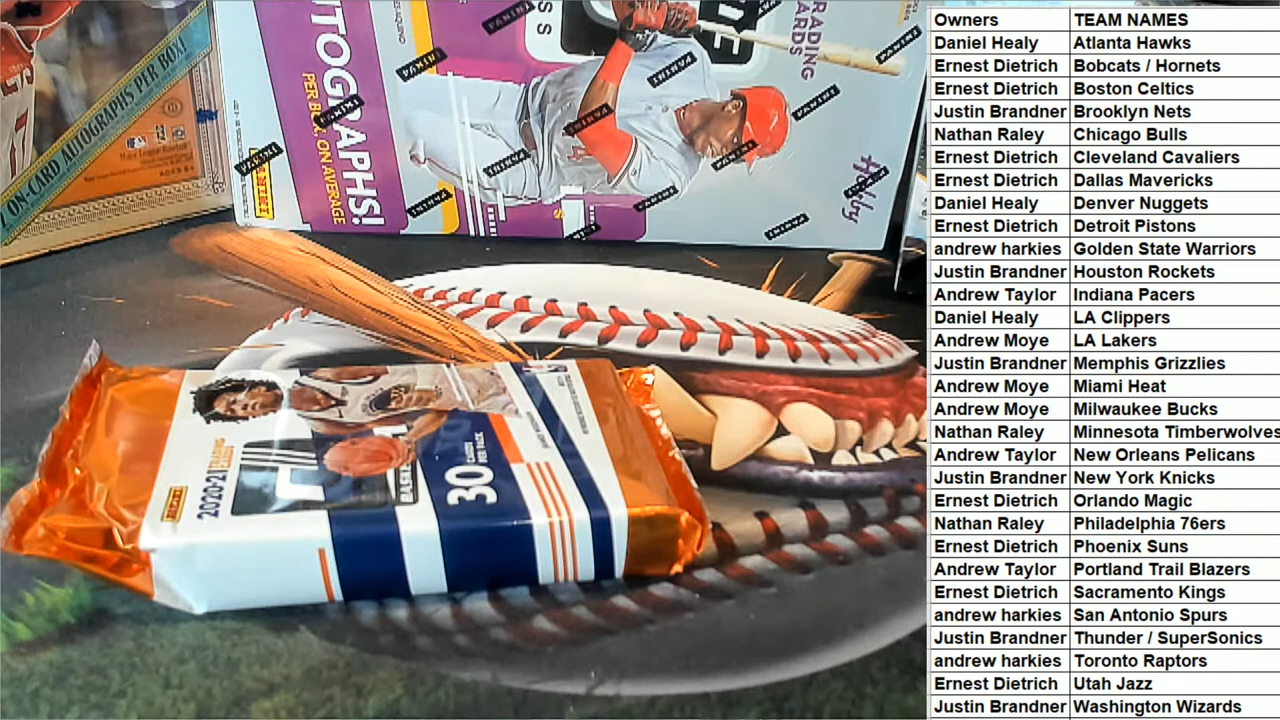 ON-CARD AUTOGRAPHS PER BOX!
AUTOGRAPHS!
PER BOX, ON AVERAGE
PANINI
TRADING
CARDS
Hobby
PANINI
2020-21
30
CARDS
PER PACK
Owners TEAM NAMES
Daniel Healy Atlanta Hawks
Ernest Dietrich Bobcats / Hornets
Ernest Dietrich Boston Celtics
Justin Brandner Brooklyn Nets
Nathan Raley Chicago Bulls
Ernest Dietrich Cleveland Cavaliers
Ernest Dietrich Dallas Mavericks
Daniel Healy Denver Nuggets
Ernest Dietrich Detroit Pistons
andrew harkies Golden State Warriors
Justin Brandner Houston Rockets
Andrew Taylor Indiana Pacers
Daniel Healy LA Clippers
Andrew Moye LA Lakers
Justin Brandner Memphis Grizzlies
Andrew Moye Miami Heat
Andrew Moye Milwaukee Bucks
Nathan Raley Minnesota Timberwolves
Andrew Taylor New Orleans Pelicans
Justin Brandner New York Knicks
Ernest Dietrich Orlando Magic
Nathan Raley Philadelphia 76ers
Ernest Dietrich Phoenix Suns
Andrew Taylor Portland Trail Blazers
Ernest Dietrich Sacramento Kings
andrew harkies San Antonio Spurs
Justin Brandner Thunder / SuperSonics
andrew harkies Toronto Raptors
Ernest Dietrich Utah Jazz
Justin Brandner Washington Wizards